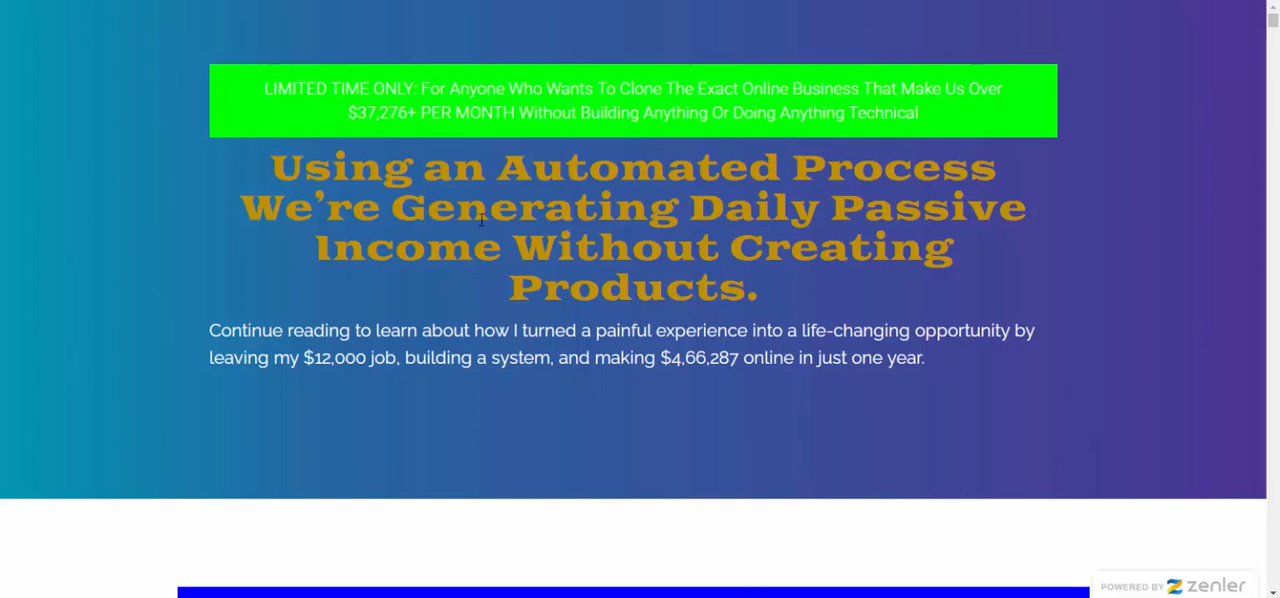 LIMITED TIME ONLY: For Anyone Who Wants To Clone The Exact Online Business That Make Us Over
$37,276+ PER MONTH Without Building Anything Or Doing Anything Technical
Using an Automated Process
We're Generating Daily Passive
Income Without Creating
Products.
Continue reading to learn about how I turned a painful experience into a life-changing opportunity by
leaving my $12,000 job, building a system, and making $4,66,287 online in just one year.
POWERED BY zenler